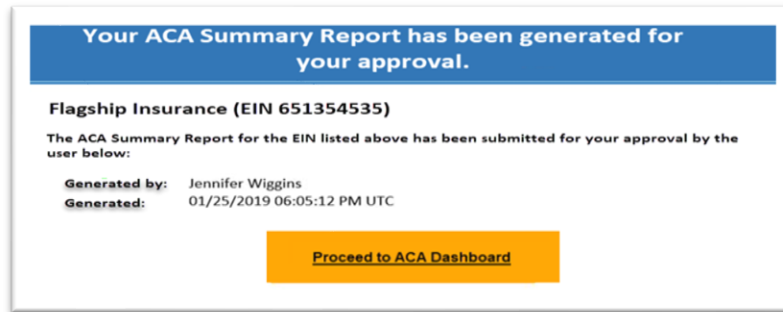 Your ACA Summary Report has been generated for
your approval.
Flagship Insurance (EIN 651354535)
The ACA Summary Report for the EIN listed above has been submitted for your approval by the
user below:
Generated by: Jennifer Wiggins
Generated: 01/25/2019 06:05:12 PM UTC
Proceed to ACA Dashboard